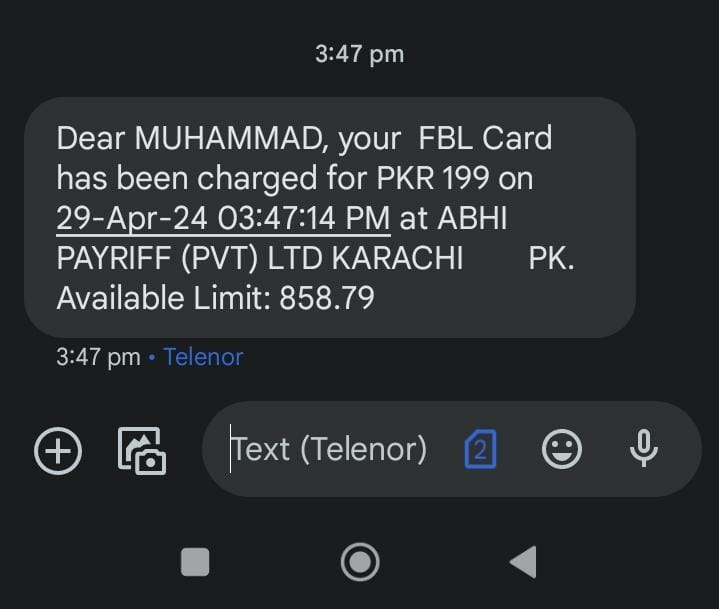 3:47 pm
Dear MUHAMMAD, your  FBL Card
has been charged for PKR 199 on
29-Apr-24 03:47:14 PM at ABHI
PAYRIFF (PVT) LTD KARACHI        PK.
Available Limit: 858.79
3:47 pm • Telenor
Text (Telenor) 2